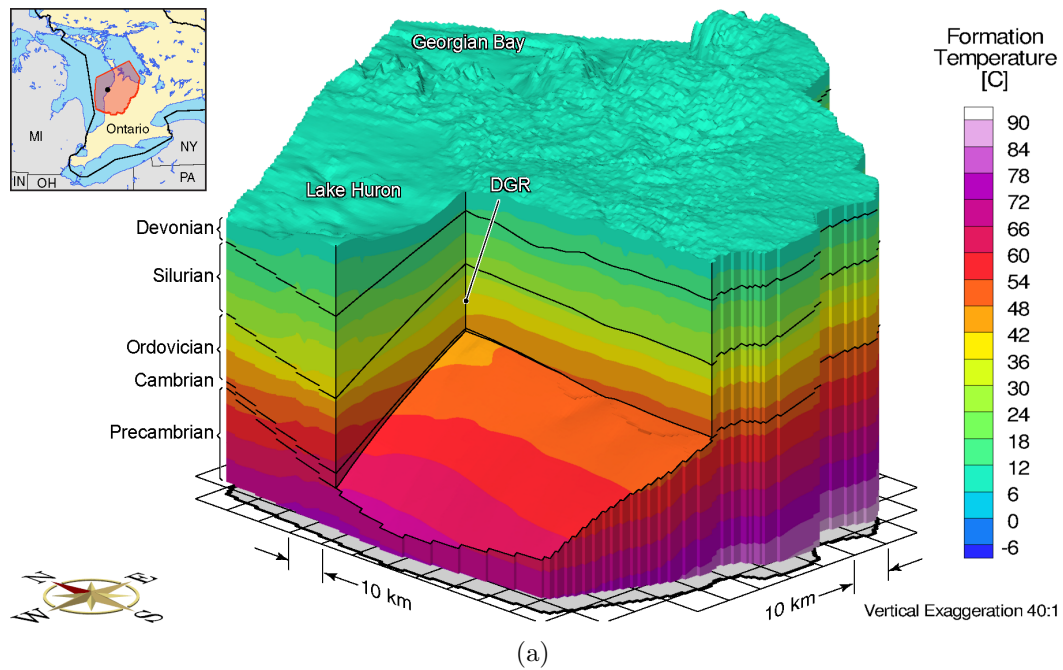 Georgian Bay
Lake Huron
DGR
MI
Ontario
NY
PA
IN
OH
Devonian
Silurian
Ordovician
Cambrian
Precambrian
Formation
Temperature
[C]
90
84
78
72
66
60
54
48
42
36
30
24
18
12
6
0
-6
10 km
10 km
N
E
W
S
Vertical Exaggeration 40:1
(a)